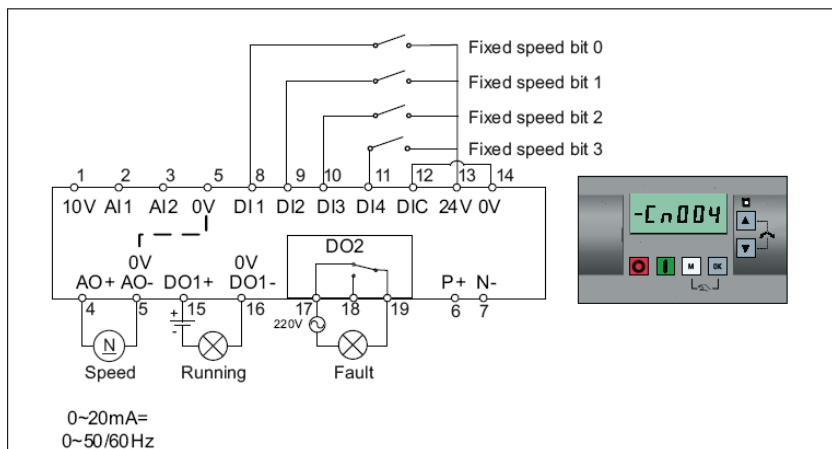 Fixed speed bit 0
Fixed speed bit 1
Fixed speed bit 2
Fixed speed bit 3
1 2 3 5 8 9 10 11 12 13 14
10V AI1 AI2 0V DI1 DI2 DI3 DI4 DIC 24V 0V
-Cn004
DO2
0V 0V
AO+ AO- DO1+ DO1- P+ N-
4 5 15 16 17 18 19 6 7
+
-
220V
N
M OK
Speed Running Fault
0~20mA=
0~50/60Hz